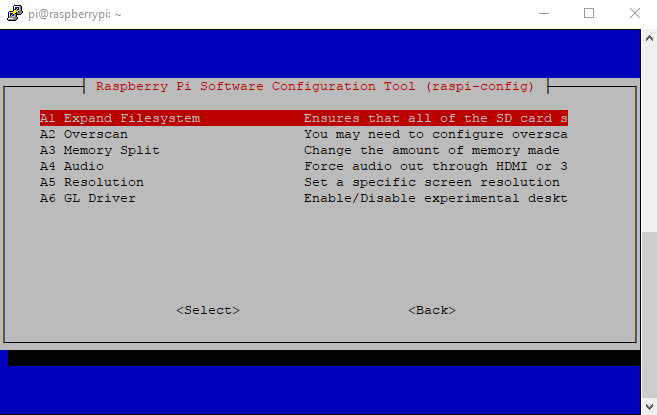 pi@raspberrypi: ~
Raspberry Pi Software Configuration Tool (raspi-config)
A1 Expand Filesystem Ensures that all of the SD card s
A2 Overscan You may need to configure oversca
A3 Memory Split Change the amount of memory made
A4 Audio Force audio out through HDMI or 3
A5 Resolution Set a specific screen resolution
A6 GL Driver Enable/Disable experimental deskt
<Select> <Back>